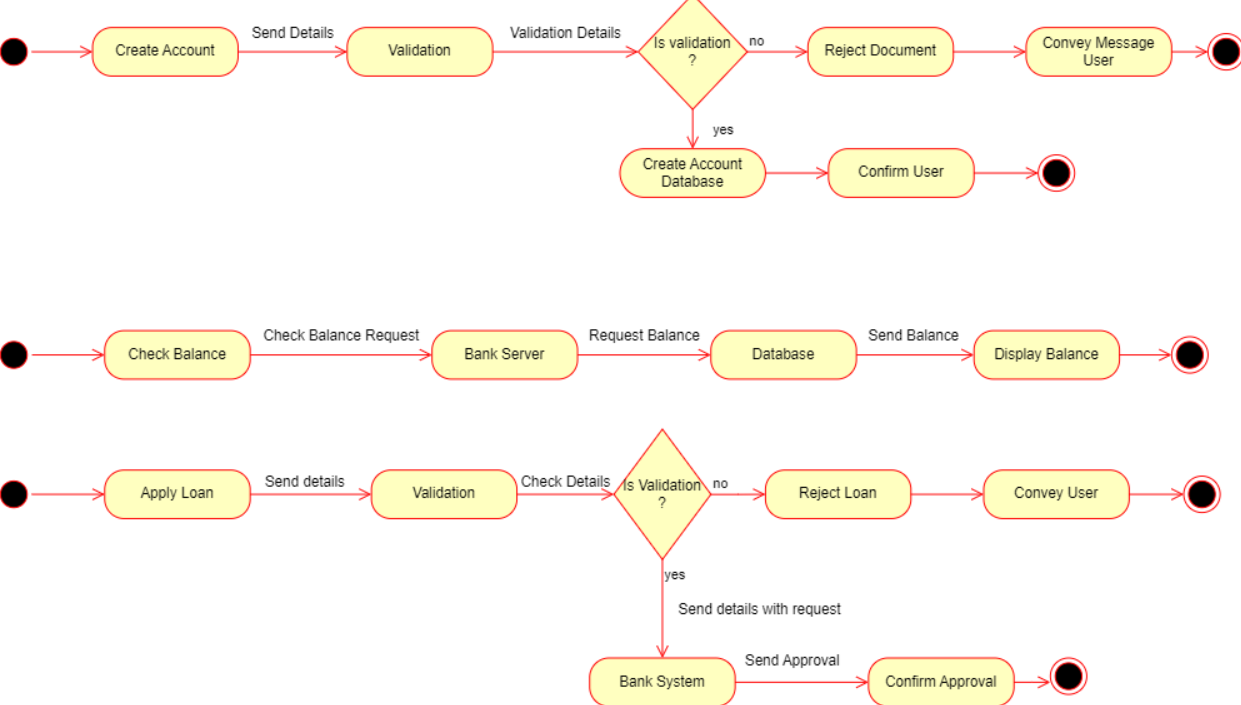 Create Account
Send Details
Validation
Validation Details
Is validation
?
no
Reject Document
Convey Message
User
yes
Create Account
Database
Confirm User
Check Balance
Check Balance Request
Bank Server
Request Balance
Database
Send Balance
Display Balance
Apply Loan
Send details
Validation
Check Details
Is Validation
?
no
Reject Loan
Convey User
yes
Send details with request
Bank System
Send Approval
Confirm Approval